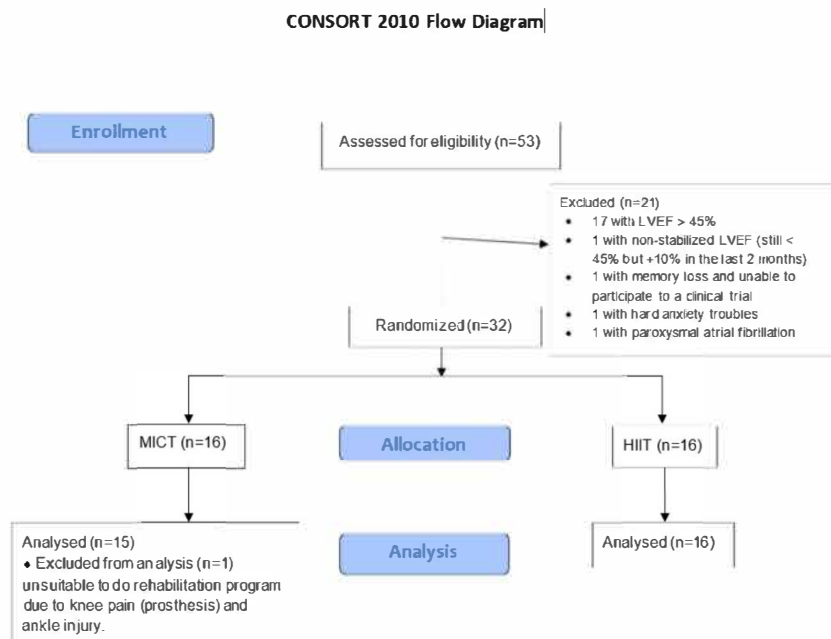 CONSORT 2010 Flow Diagram
Enrollment
Assessed for eligibility (n=53)
Excluded (n=21)
• 17 with LVEF > 45%
• 1 with non-stabilized LVEF (still <
45% but +10% in the last 2 months)
• 1 with memory loss and unable to
participate to a clinical trial
• 1 with hard anxiety troubles
• 1 with paroxysmal atrial fibrillation
Randomized (n=32)
MICT (n=16)
Allocation
HIIT (n=16)
Analysed (n=15)
♦ Excluded from analysis (n=1)
unsuitable to do rehabilitation program
due to knee pain (prosthesis) and
ankle injury.
Analysis
Analysed (n=16)